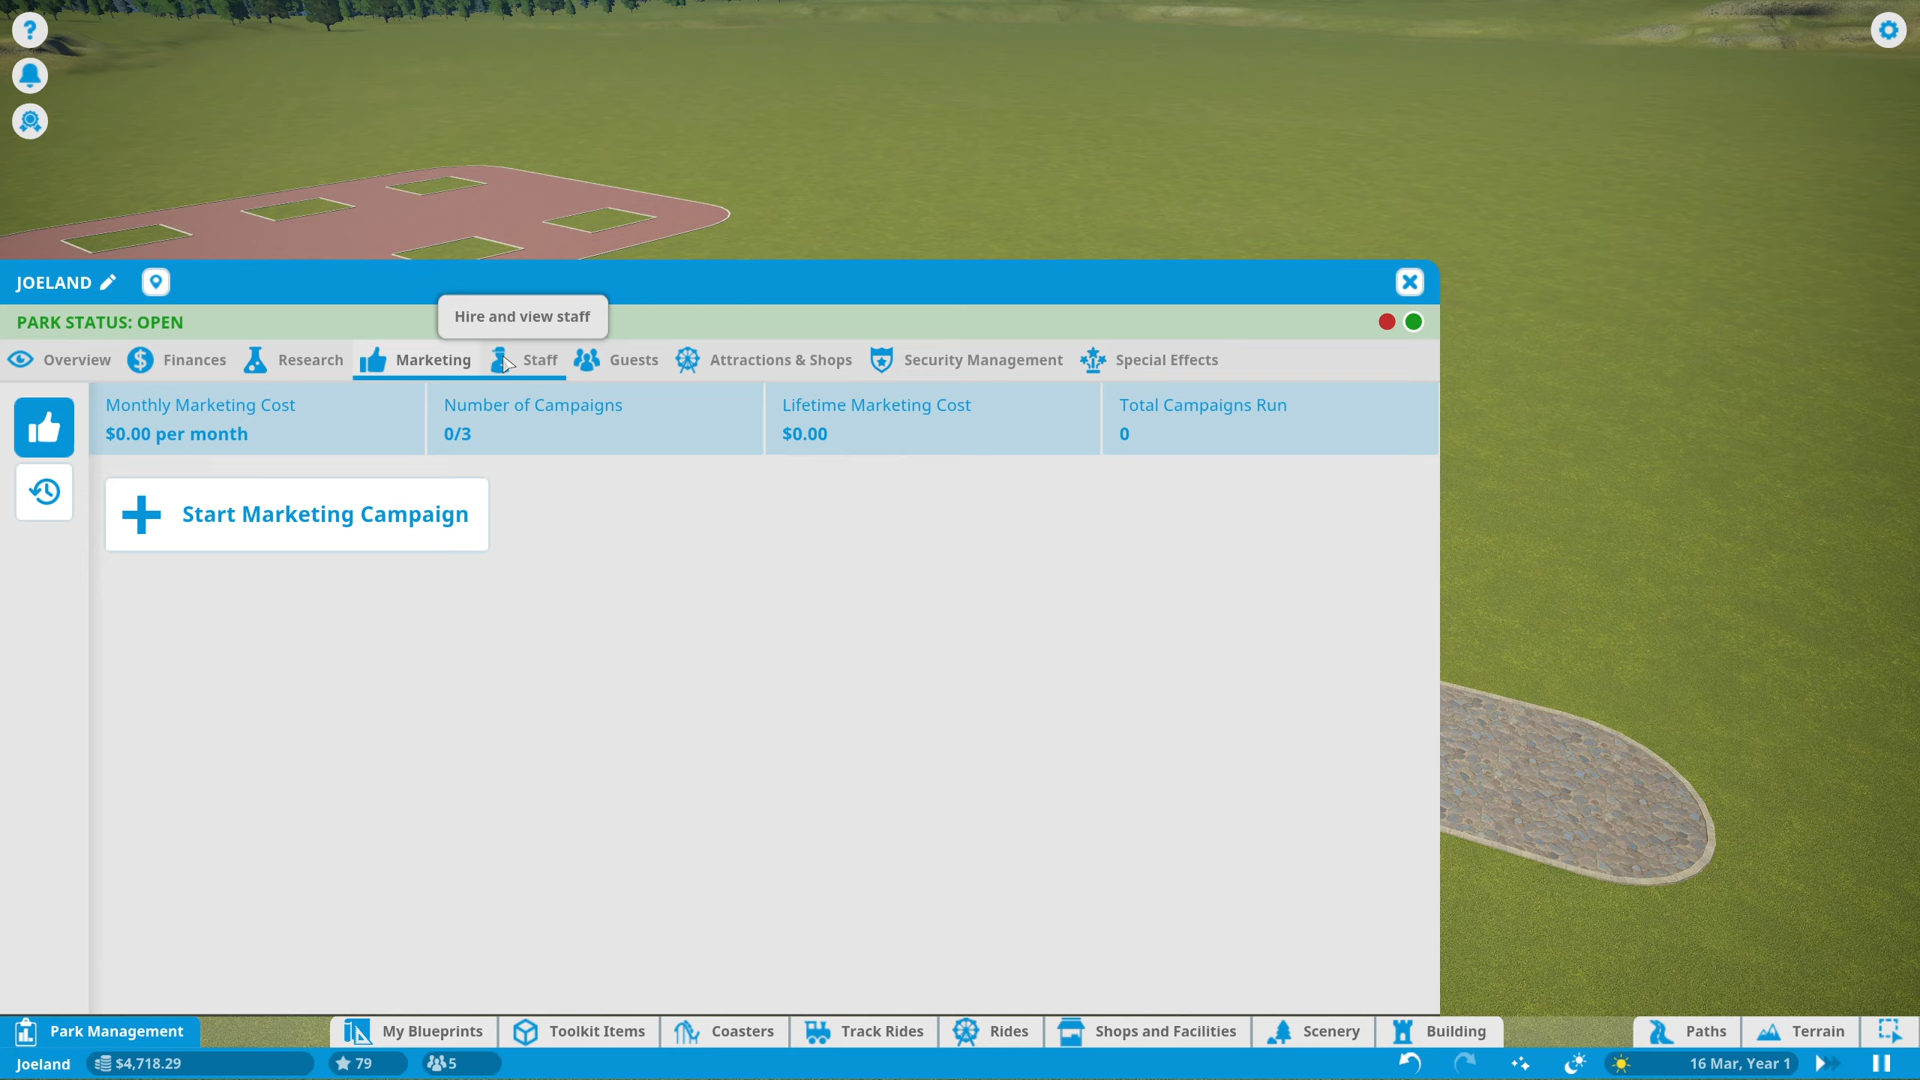 ?
JOELAND
Hire and view staff
PARK STATUS: OPEN
Overview
Finances
Research
Marketing
Staff
Guests
Attractions & Shops
Security Management
Special Effects
Monthly Marketing Cost
$0.00 per month
Number of Campaigns
0/3
Lifetime Marketing Cost
$0.00
Total Campaigns Run
0
Start Marketing Campaign
Park Management
My Blueprints
Toolkit Items
Coasters
Track Rides
Rides
Shops and Facilities
Scenery
Building
Paths
Terrain
Joeland
$4,718.29
79
5
16 Mar, Year 1